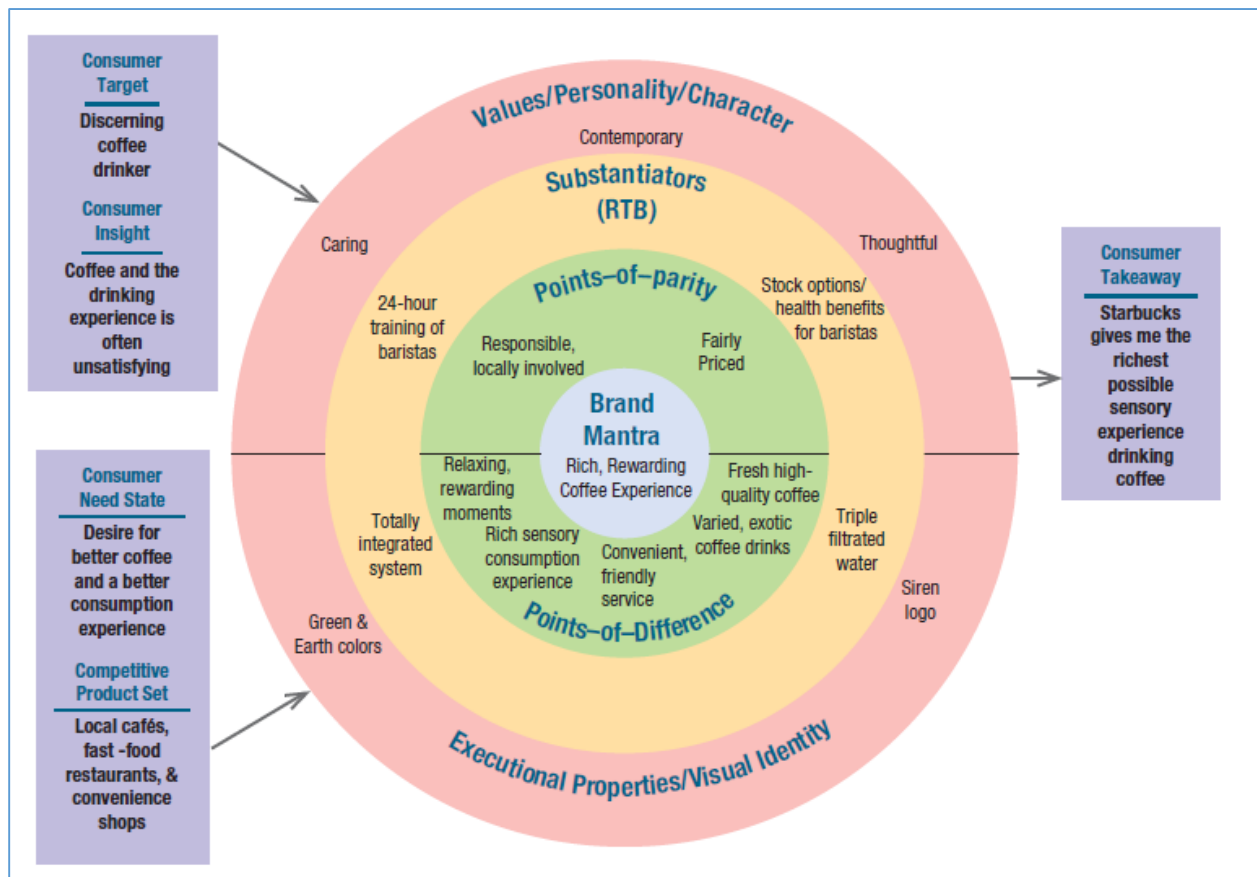 Consumer
Target
Discerning
coffee
drinker
Consumer
Insight
Coffee and the
drinking
experience is
often
unsatisfying
Consumer
Need State
Desire for
better coffee
and a better
consumption
experience
Competitive
Product Set
Local cafés,
fast -food
restaurants, &
convenience
shops
Values/Personality/Character
Contemporary
Caring
Thoughtful
Substantiators
(RTB)
24-hour
training of
baristas
Stock options/
health benefits
for baristas
Points–of–parity
Responsible,
locally involved
Fairly
Priced
Brand
Mantra
Rich, Rewarding
Coffee Experience
Relaxing,
rewarding
moments
Rich sensory
consumption
experience
Convenient,
friendly
service
Varied, exotic
coffee drinks
Fresh high-
quality coffee
Points–of–Difference
Totally
integrated
system
Triple
filtrated
water
Green &
Earth colors
Siren
logo
Executional Properties/Visual Identity
Consumer
Takeaway
Starbucks
gives me the
richest
possible
sensory
experience
drinking
coffee